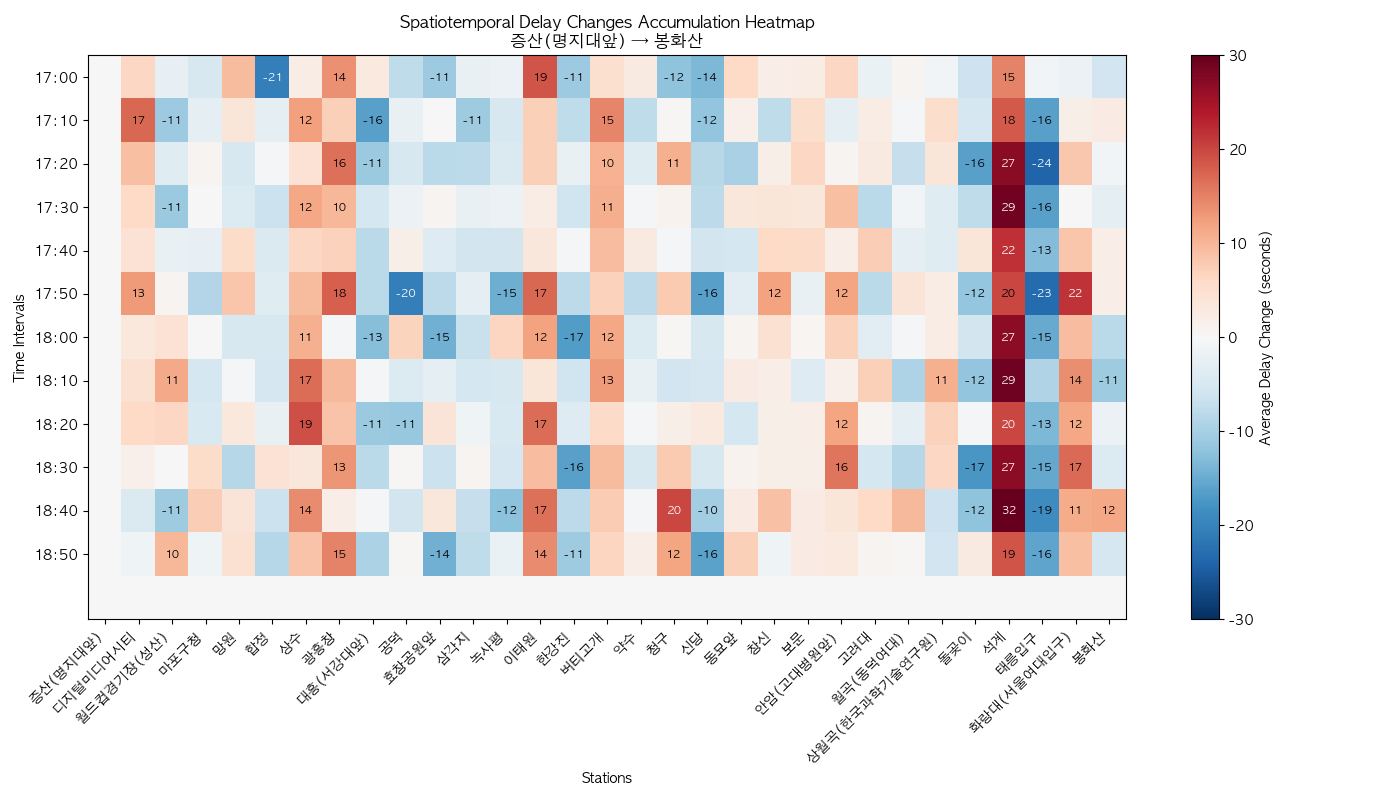 Spatiotemporal Delay Changes Accumulation Heatmap
증산(명지대앞) → 봉화산
17:00 -21 14 -11 19 -11 -12 -14 15
17:10 17 -11 12 -16 -11 15 -12 18 -16
17:20 16 -11 10 11 -16 27 -24
17:30 -11 12 10 11 29 -16
17:40 22 -13
17:50 13 18 -20 -15 17 -16 12 12 -12 20 -23 22
18:00 11 -13 -15 12 -17 12 27 -15
18:10 11 17 13 11 -12 29 14 -11
18:20 19 -11 -11 17 12 20 -13 12
18:30 13 -16 16 -17 27 -15 17
18:40 -11 14 -12 17 20 -10 -12 32 -19 11 12
18:50 10 15 -14 14 -11 12 -16 19 -16
Time Intervals
증산(명지대앞)
디지털미디어시티
월드컵경기장(성산)
마포구청
망원
합정
상수
광흥창
대흥(서강대앞)
공덕
효창공원앞
삼각지
녹사평
이태원
한강진
버티고개
약수
청구
신당
동묘앞
창신
보문
안암(고대병원앞)
고려대
월곡(동덕여대)
상월곡(한국과학기술연구원)
돌곶이
석계
태릉입구
화랑대(서울여대입구)
봉화산
Stations
30
20
10
0
-10
-20
-30
Average Delay Change (seconds)